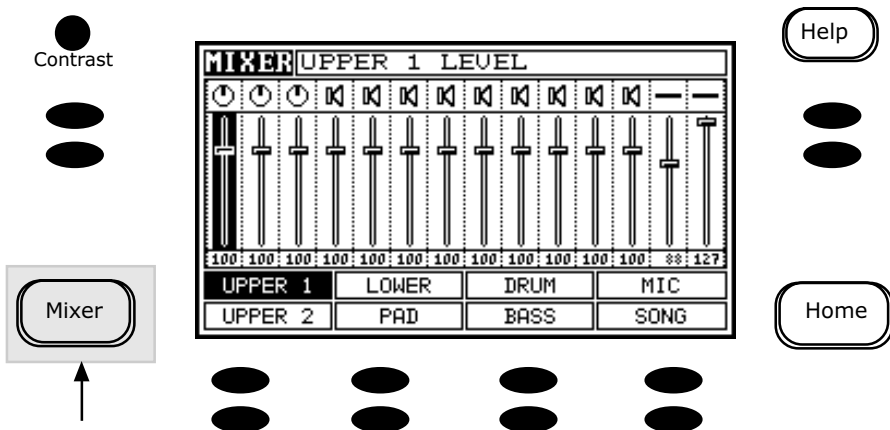 Contrast
Help
MIXER UPPER 1 LEVEL
100 100 100 100 100 100 100 100 100 100 100 100 88 127
UPPER 1 LOWER DRUM MIC
UPPER 2 PAD BASS SONG
Mixer
Home